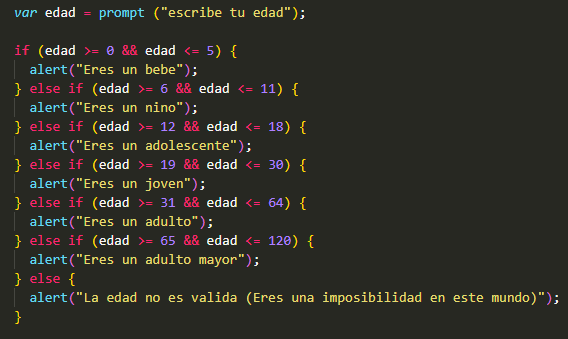 var edad = prompt ("escribe tu edad");
if (edad >= 0 && edad <= 5) {
alert("Eres un bebe");
} else if (edad >= 6 && edad <= 11) {
alert("Eres un nino");
} else if (edad >= 12 && edad <= 18) {
alert("Eres un adolescente");
} else if (edad >= 19 && edad <= 30) {
alert("Eres un joven");
} else if (edad >= 31 && edad <= 64) {
alert("Eres un adulto");
} else if (edad >= 65 && edad <= 120) {
alert("Eres un adulto mayor");
} else {
alert("La edad no es valida (Eres una imposibilidad en este mundo)");
}